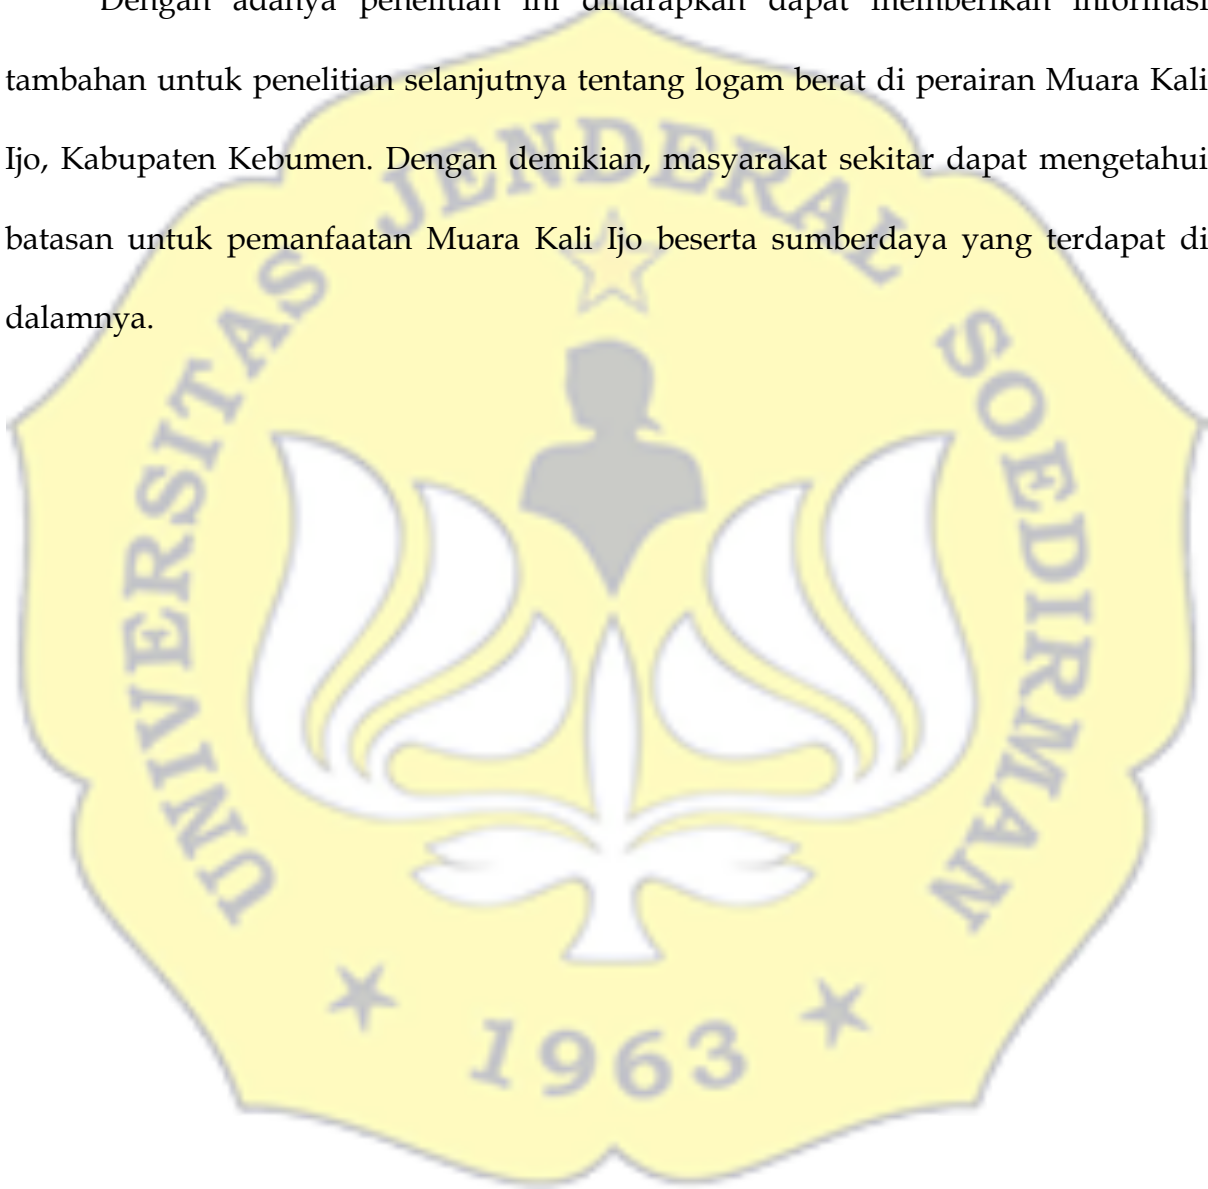 Dengan adanya penelitian ini diharapkan dapat memberikan informasi
tambahan untuk penelitian selanjutnya tentang logam berat di perairan Muara Kali
Ijo, Kabupaten Kebumen. Dengan demikian, masyarakat sekitar dapat mengetahui
batasan untuk pemanfaatan Muara Kali Ijo beserta sumberdaya yang terdapat di
dalamnya.
UNIVERSITAS JENDERAL SOEDIRMAN
1963